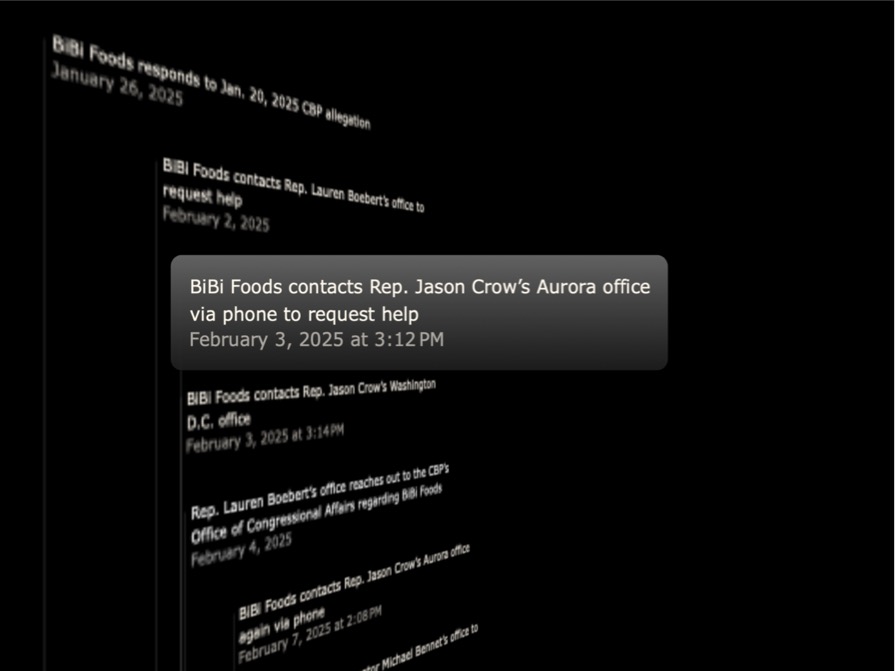 BiBi Foods responds to Jan. 20, 2025 CBP allegation
January 26, 2025
BiBi Foods contacts Rep. Lauren Boebert's office to
request help
February 2, 2025
BiBi Foods contacts Rep. Jason Crow’s Aurora office
via phone to request help
February 3, 2025 at 3:12 PM
BiBi Foods contacts Rep. Jason Crow's Washington
D.C. office
February 3, 2025 at 3:14 PM
Rep. Lauren Boebert's office reaches out to the CBP's
Office of Congressional Affairs regarding BiBi Foods
February 4, 2025
BiBi Foods contacts Rep. Jason Crow's Aurora office
again via phone
February 7, 2025 at 2:08 PM
Michael Bennet's office to